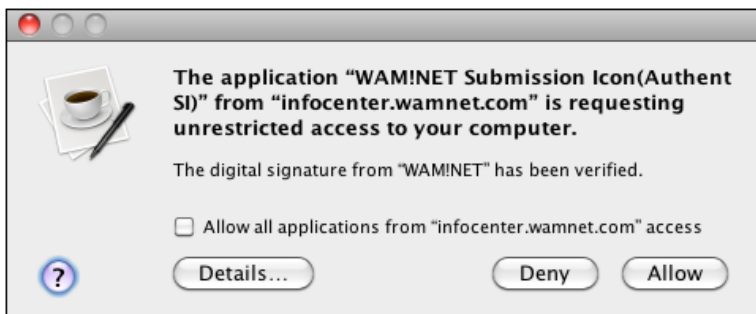 The application “WAM!NET Submission Icon(Authent
SI)” from “infocenter.wamnet.com” is requesting
unrestricted access to your computer.
The digital signature from “WAM!NET” has been verified.
Allow all applications from “infocenter.wamnet.com” access
?
Details...
Deny
Allow